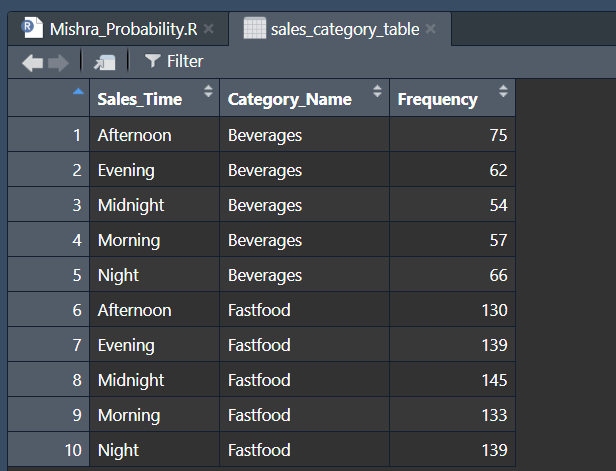 R Mishra_Probability.R × sales_category_table ×
Filter
Sales_Time Category_Name Frequency
1 Afternoon Beverages 75
2 Evening Beverages 62
3 Midnight Beverages 54
4 Morning Beverages 57
5 Night Beverages 66
6 Afternoon Fastfood 130
7 Evening Fastfood 139
8 Midnight Fastfood 145
9 Morning Fastfood 133
10 Night Fastfood 139